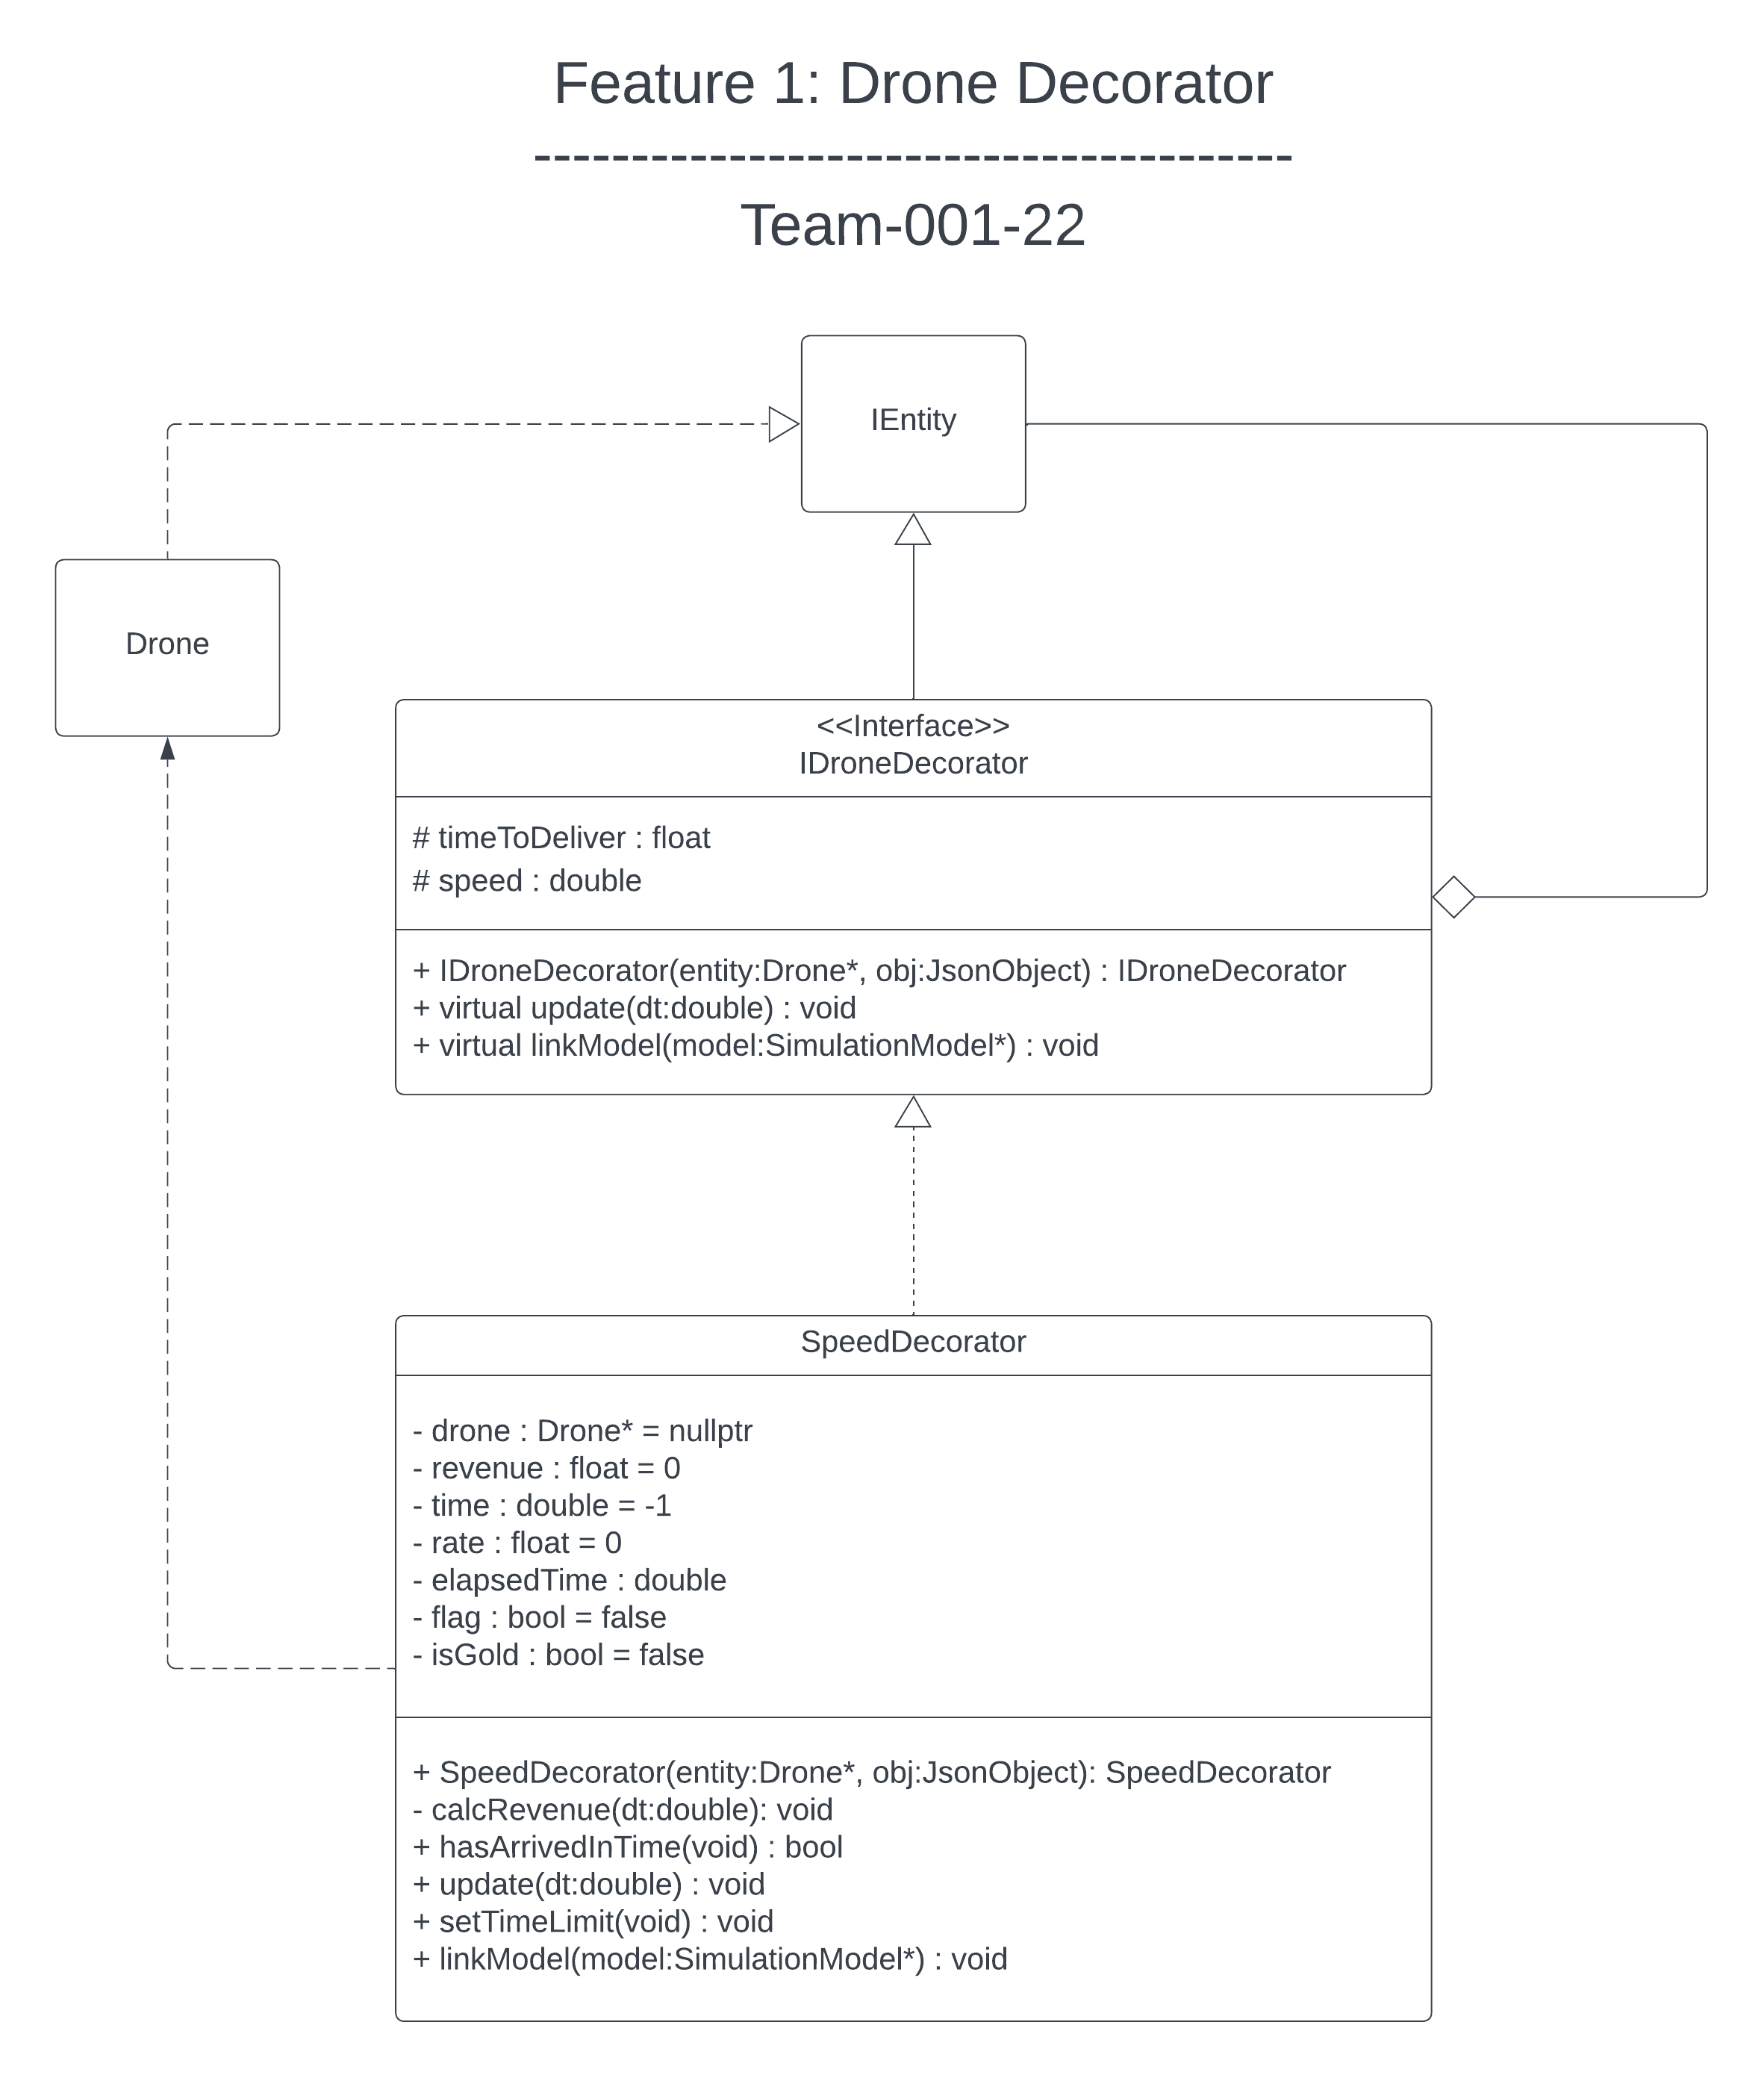 Feature 1: Drone Decorator
---------------------------------------
Team-001-22
IEntity
Drone
<<Interface>>
IDroneDecorator
# timeToDeliver : float
# speed : double
+ IDroneDecorator(entity:Drone*, obj:JsonObject) : IDroneDecorator
+ virtual update(dt:double) : void
+ virtual linkModel(model:SimulationModel*) : void
SpeedDecorator
- drone : Drone* = nullptr
- revenue : float = 0
- time : double = -1
- rate : float = 0
- elapsedTime : double
- flag : bool = false
- isGold : bool = false
+ SpeedDecorator(entity:Drone*, obj:JsonObject): SpeedDecorator
- calcRevenue(dt:double): void
+ hasArrivedInTime(void) : bool
+ update(dt:double) : void
+ setTimeLimit(void) : void
+ linkModel(model:SimulationModel*) : void